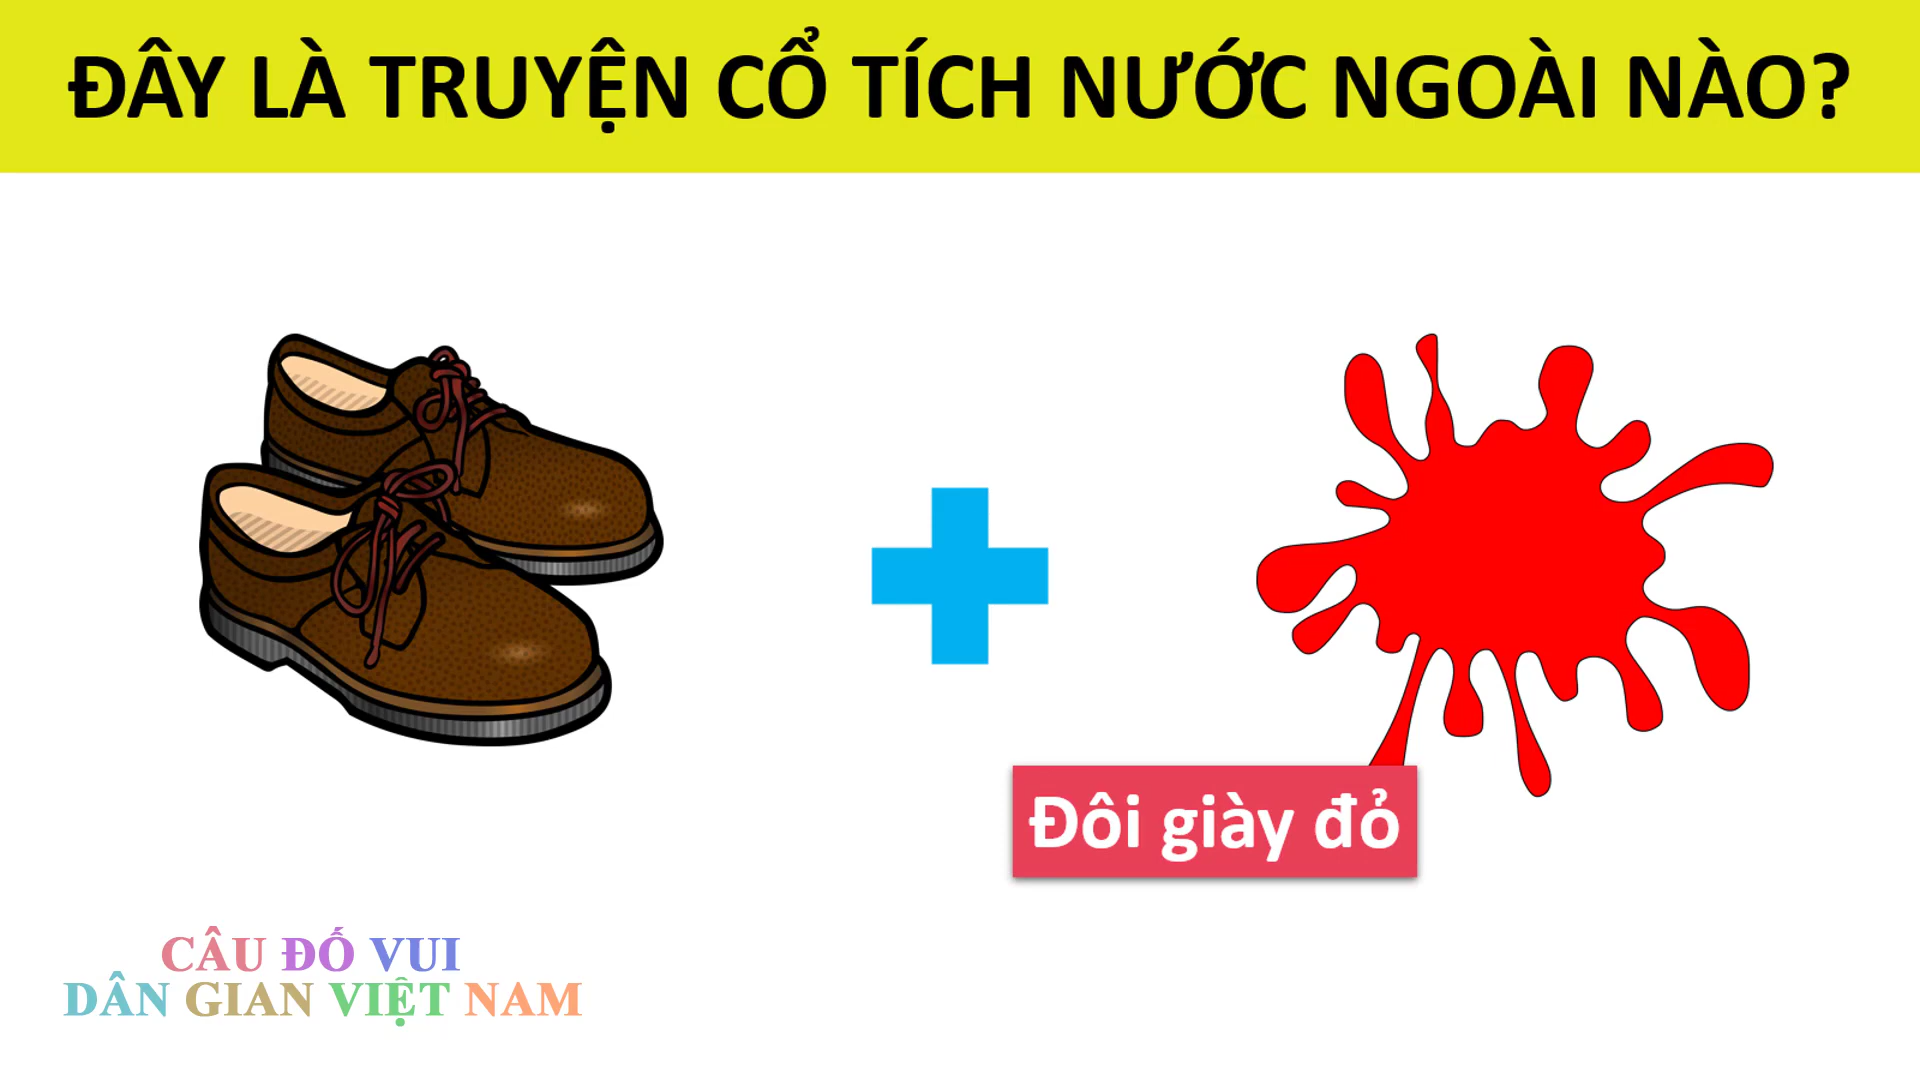 ĐÂY LÀ TRUYỆN CỔ TÍCH NƯỚC NGOÀI NÀO?
Đôi giày đỏ
CÂU ĐỐ VUI
DÂN GIAN VIỆT NAM